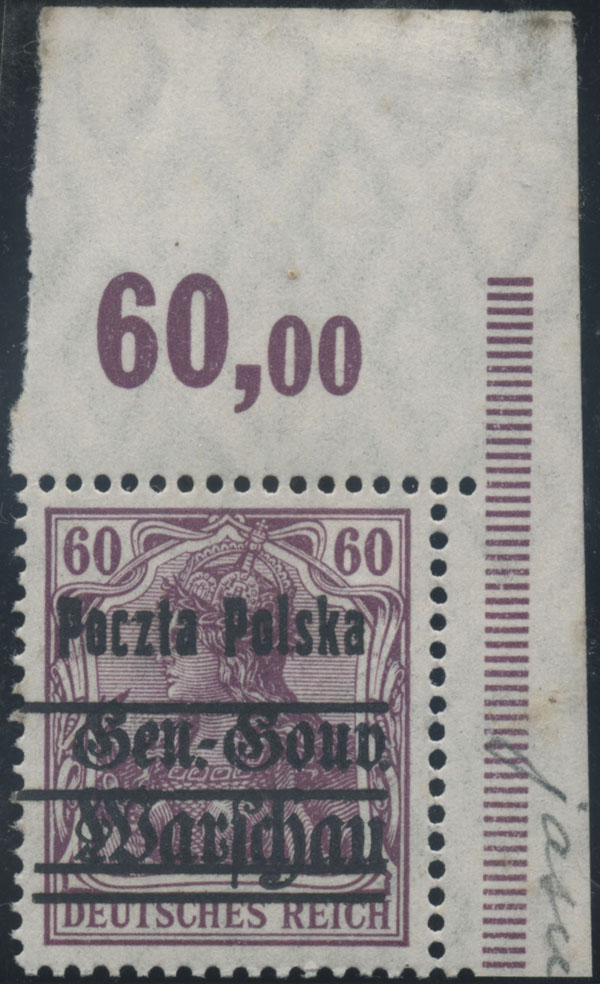 60,00
60 60
Poczta Polska
Gen.-Gouv.
Warschau
DEUTSCHES REICH